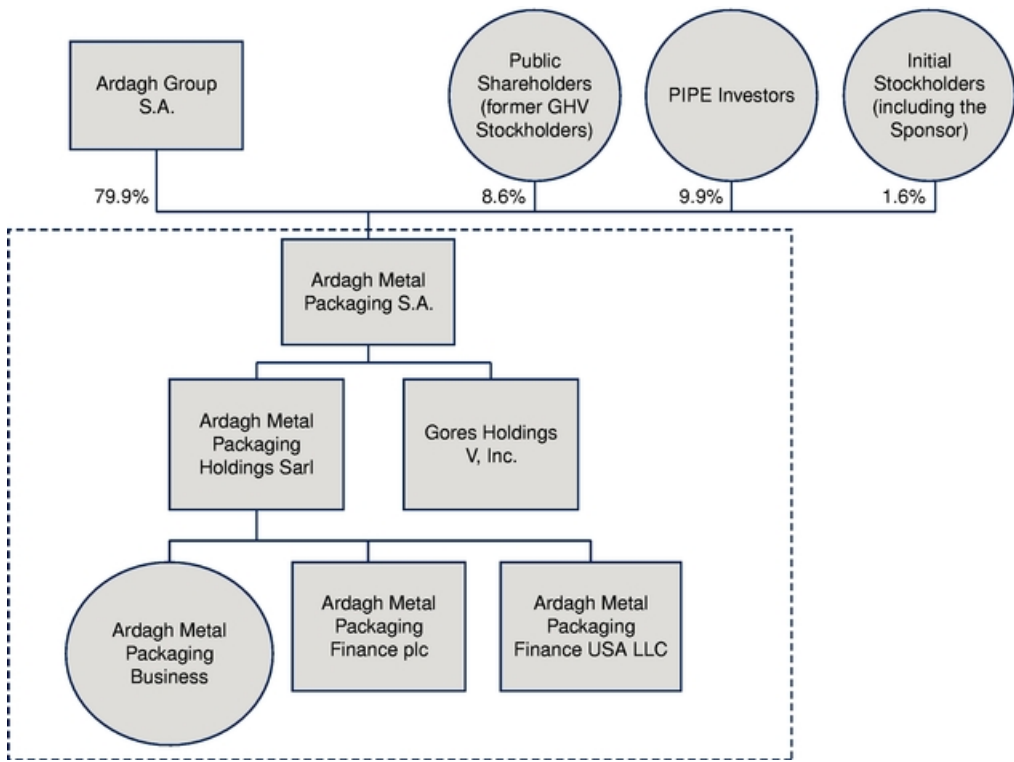 Ardagh Group
S.A.
Public
Shareholders
(former GHV
Stockholders)
PIPE Investors
Initial
Stockholders
(including the
Sponsor)
79.9%
8.6%
9.9%
1.6%
Ardagh Metal
Packaging S.A.
Ardagh Metal
Packaging
Holdings Sarl
Gores Holdings
V, Inc.
Ardagh Metal
Packaging
Business
Ardagh Metal
Packaging
Finance plc
Ardagh Metal
Packaging
Finance USA LLC